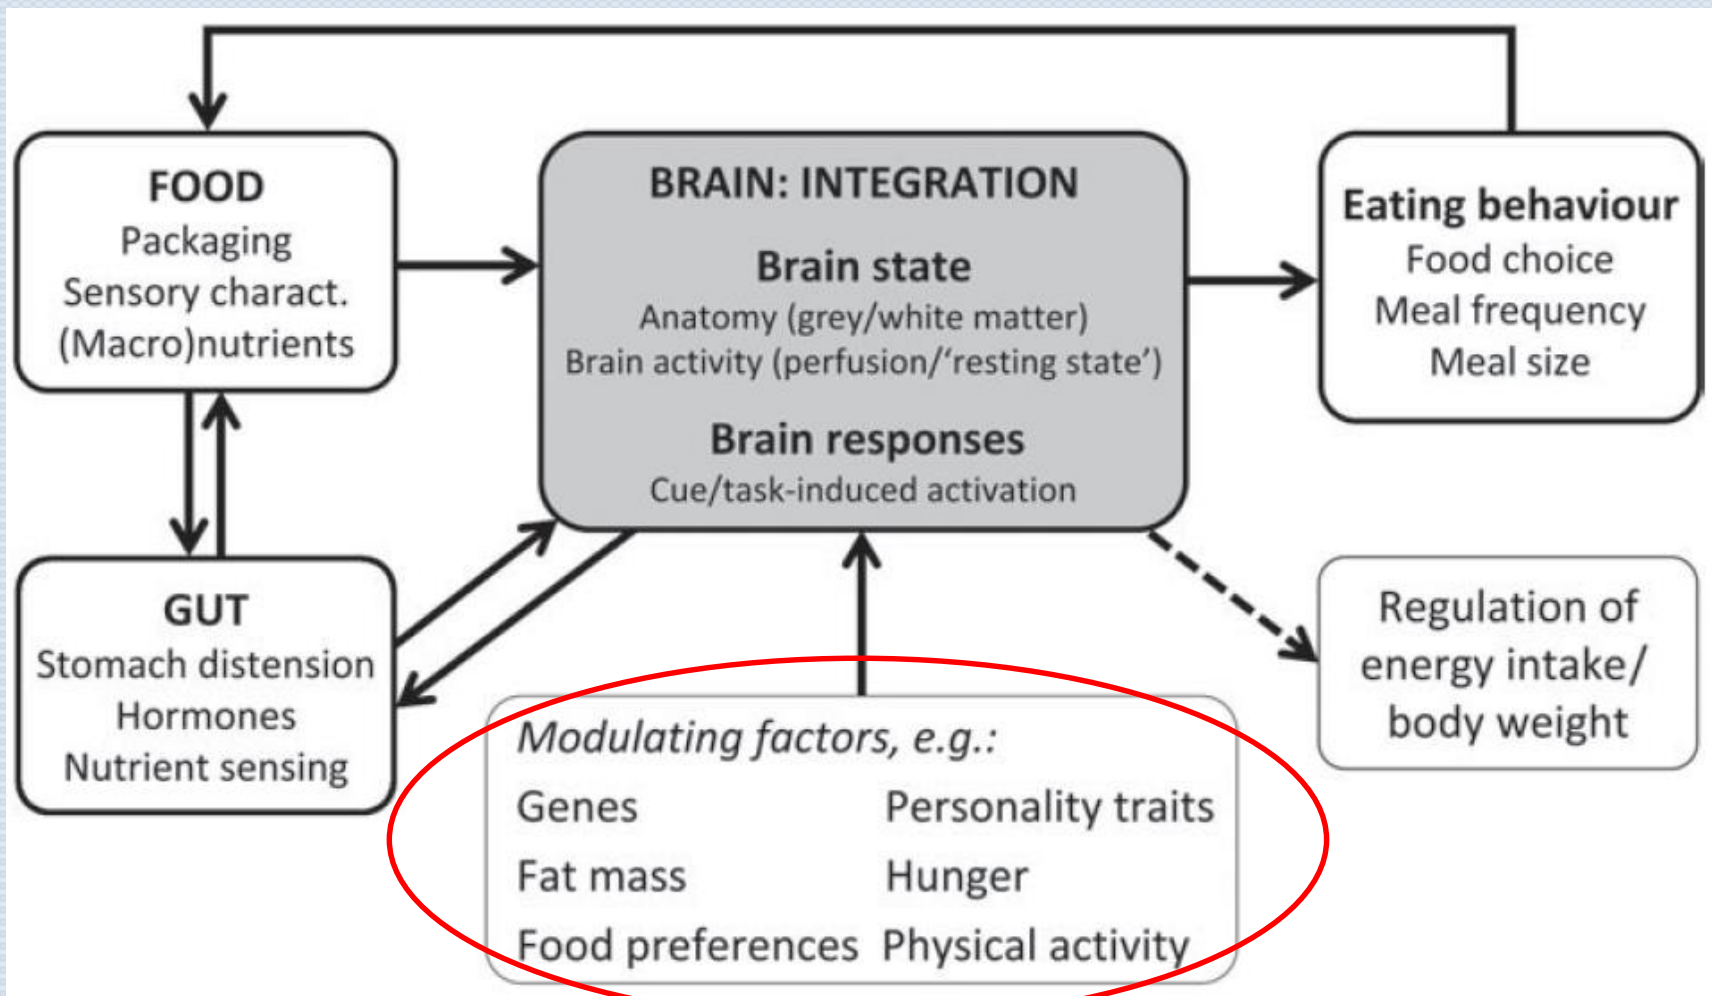 FOOD
Packaging
Sensory charact.
(Macro)nutrients
BRAIN: INTEGRATION
Brain state
Anatomy (grey/white matter)
Brain activity (perfusion/‘resting state’)
Brain responses
Cue/task-induced activation
Eating behaviour
Food choice
Meal frequency
Meal size
GUT
Stomach distension
Hormones
Nutrient sensing
Modulating factors, e.g.:
Genes Personality traits
Fat mass Hunger
Food preferences Physical activity
Regulation of
energy intake/
body weight